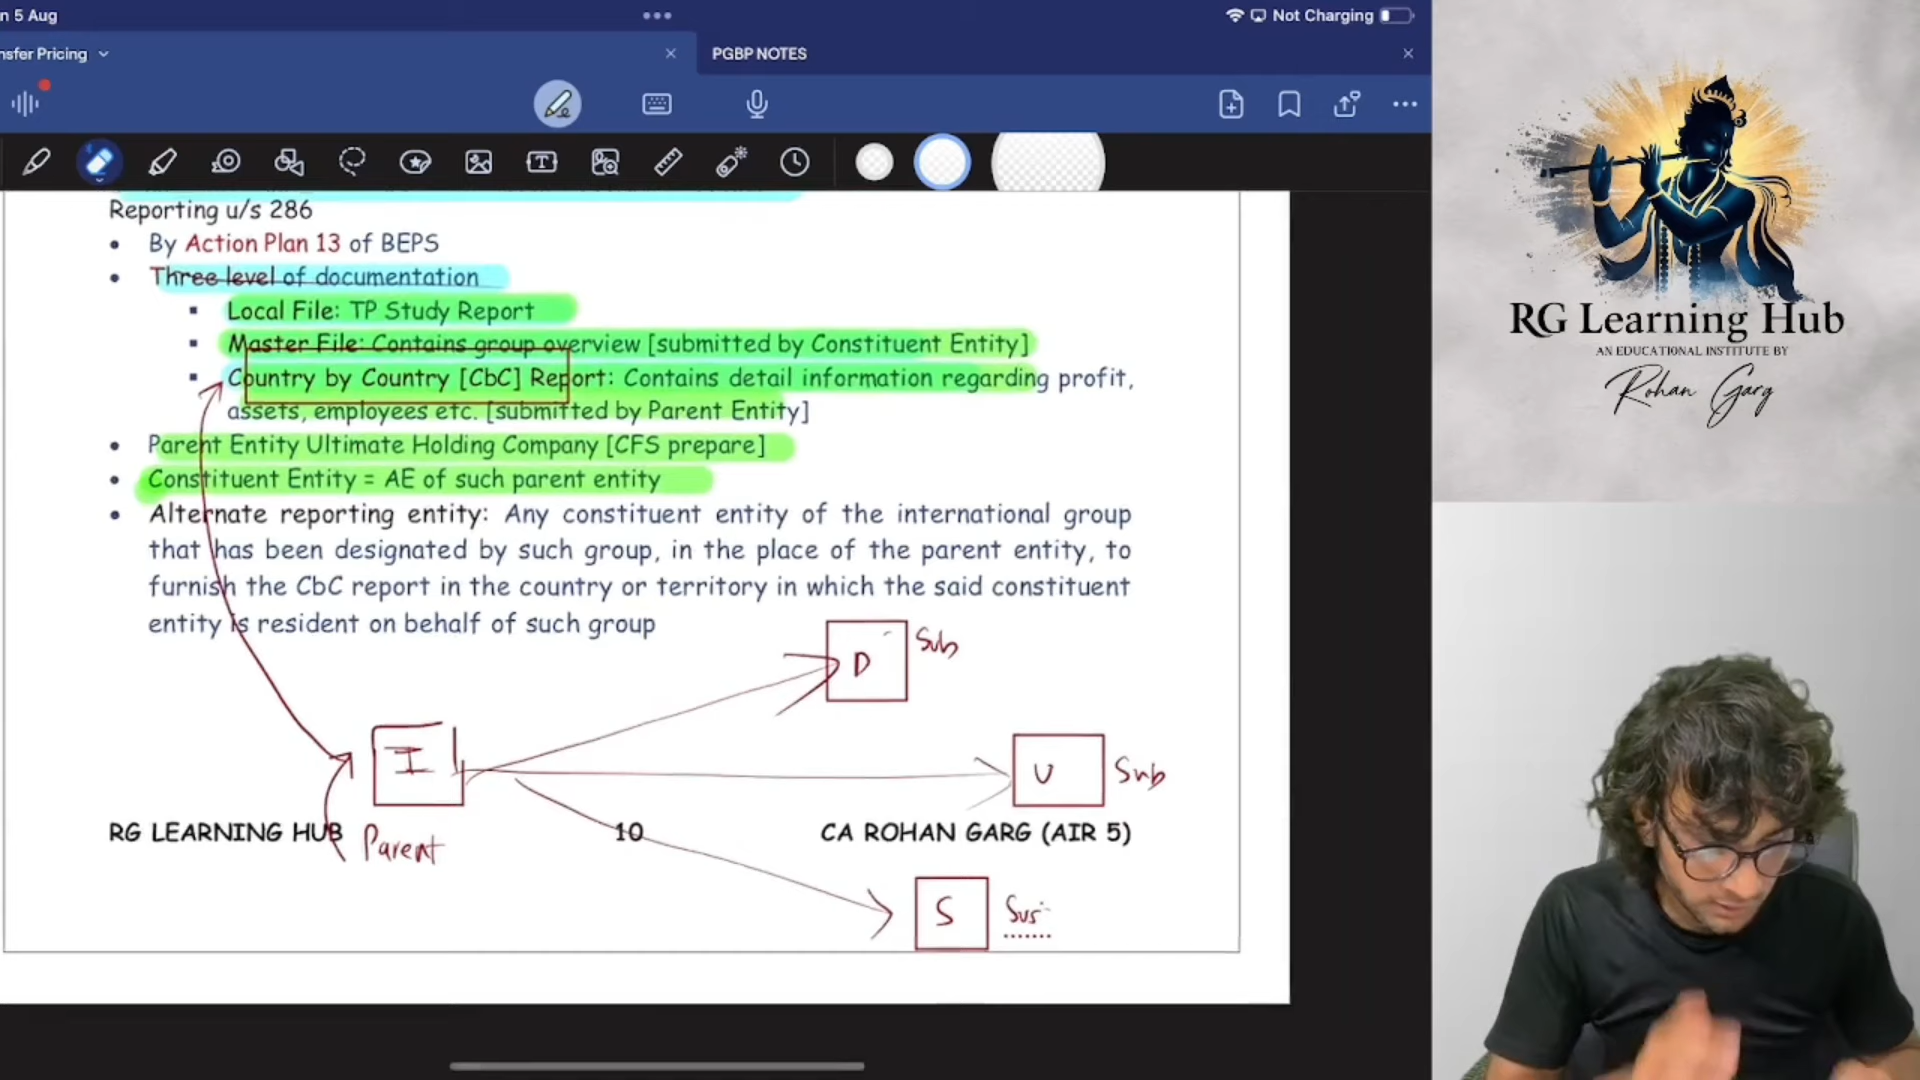 n 5 Aug
Not Charging
nsfer Pricing
PGBP NOTES
Reporting u/s 286
• By Action Plan 13 of BEPS
• Three level of documentation
▪ Local File: TP Study Report
▪ Master File: Contains group overview [submitted by Constituent Entity]
▪ Country by Country [CbC] Report: Contains detail information regarding profit,
assets, employees etc. [submitted by Parent Entity]
• Parent Entity Ultimate Holding Company [CFS prepare]
• Constituent Entity = AE of such parent entity
• Alternate reporting entity: Any constituent entity of the international group
that has been designated by such group, in the place of the parent entity, to
furnish the CbC report in the country or territory in which the said constituent
entity is resident on behalf of such group
D Sub
I
U Sub
Parent
RG LEARNING HUB 10 CA ROHAN GARG (AIR 5)
S
RG Learning Hub
AN EDUCATIONAL INSTITUTE BY
Rohan Garg